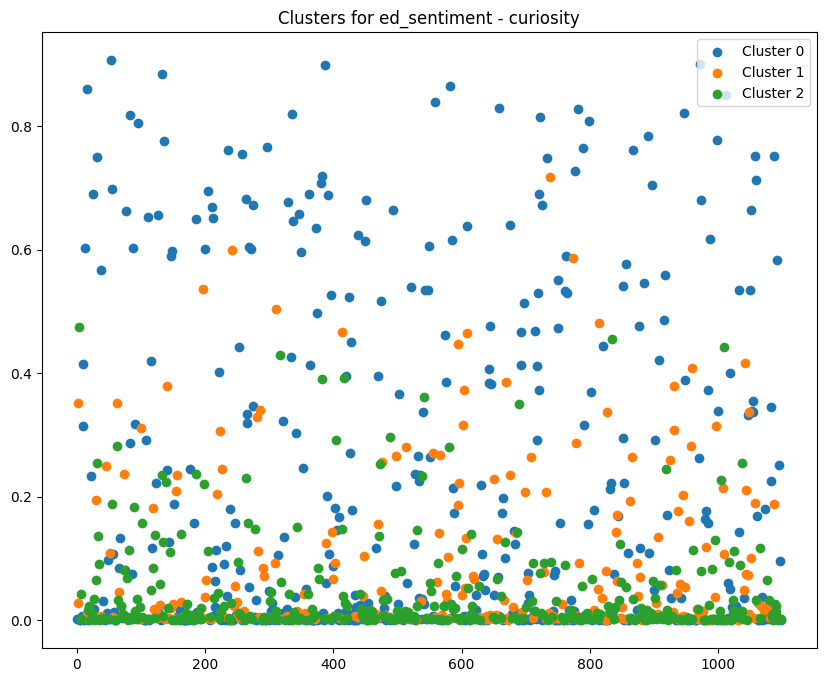 Clusters for ed_sentiment - curiosity
Cluster 0
Cluster 1
Cluster 2
0.8
0.6
0.4
0.2
0.0
0 200 400 600 800 1000